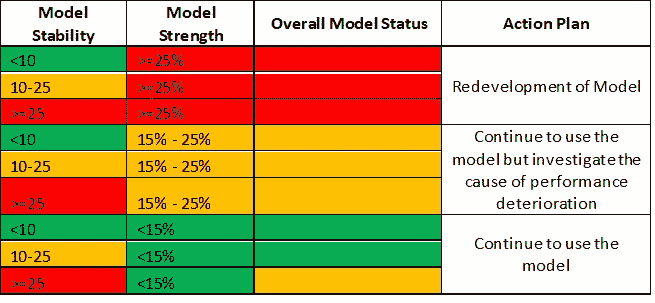 Model Stability Model Strength Overall Model Status Action Plan
<10 >=25%
10-25 >=25% Redevelopment of Model
>=25 >=25%
<10 15% - 25% Continue to use the
10-25 15% - 25% model but investigate the
cause of performance
>=25 15% - 25% deterioration
<10 <15%
10-25 <15% Continue to use the
model
>=25 <15%